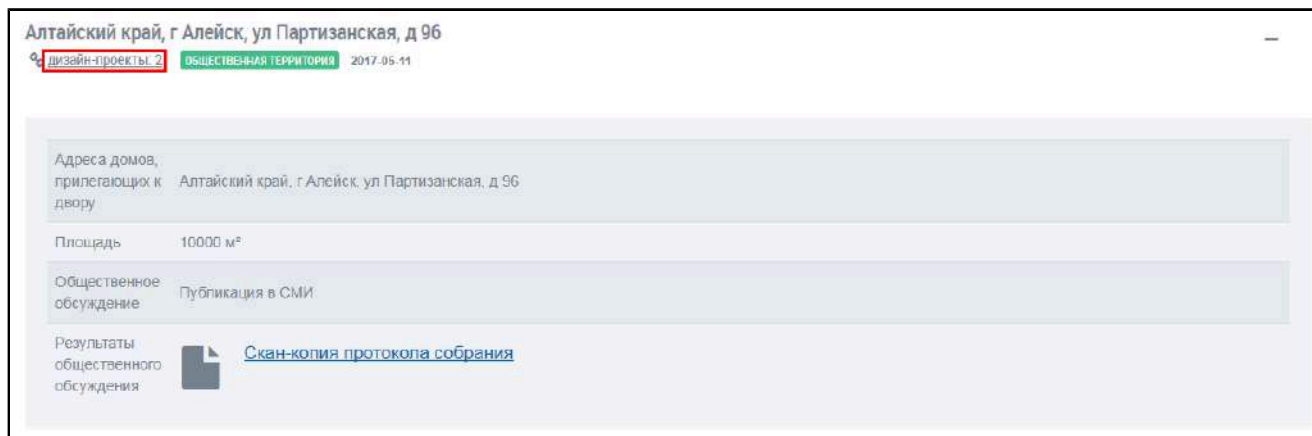 Алтайский край, г Алейск, ул Партизанская, д 96
дизайн-проекты: 2 ОБЩЕСТВЕННАЯ ТЕРРИТОРИЯ 2017-05-11
Адреса домов,
прилегающих к
двору
Алтайский край, г Алейск, ул Партизанская, д 96
Площадь 10000 м²
Общественное
обсуждение
Публикация в СМИ
Результаты
общественного
обсуждения
Скан-копия протокола собрания